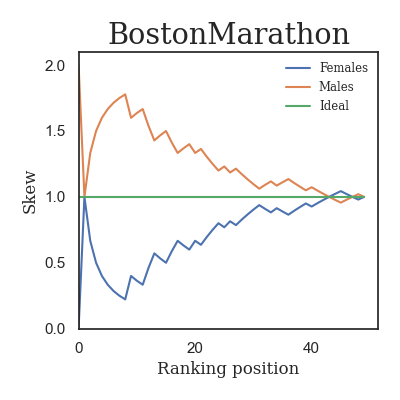 BostonMarathon
Females
Males
Ideal
2.0
1.5
1.0
0.5
0.0
Skew
0 20 40
Ranking position